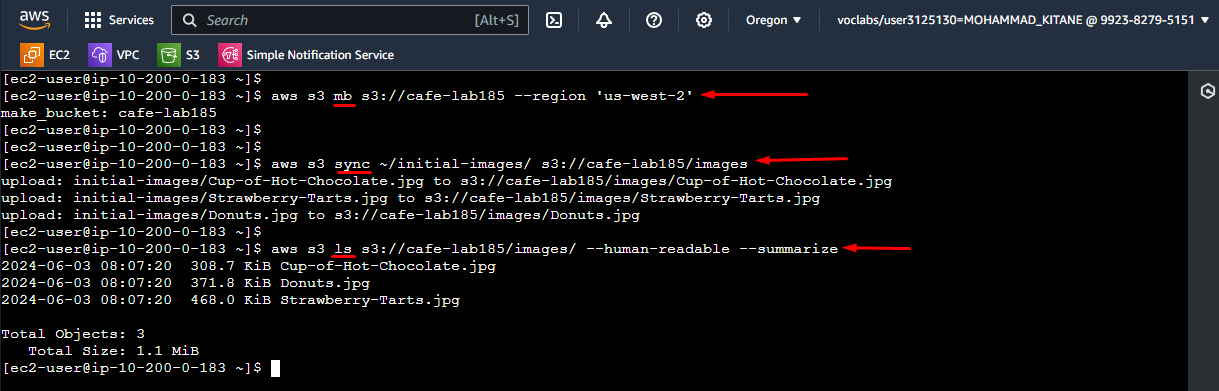 aws Services Search [Alt+S] Oregon ▼ voclabs/user3125130=MOHAMMAD_KITANE @ 9923-8279-5151 ▼
EC2 VPC S3 Simple Notification Service
[ec2-user@ip-10-200-0-183 ~]$
[ec2-user@ip-10-200-0-183 ~]$ aws s3 mb s3://cafe-lab185 --region 'us-west-2'
make_bucket: cafe-lab185
[ec2-user@ip-10-200-0-183 ~]$
[ec2-user@ip-10-200-0-183 ~]$
[ec2-user@ip-10-200-0-183 ~]$ aws s3 sync ~/initial-images/ s3://cafe-lab185/images
upload: initial-images/Cup-of-Hot-Chocolate.jpg to s3://cafe-lab185/images/Cup-of-Hot-Chocolate.jpg
upload: initial-images/Strawberry-Tarts.jpg to s3://cafe-lab185/images/Strawberry-Tarts.jpg
upload: initial-images/Donuts.jpg to s3://cafe-lab185/images/Donuts.jpg
[ec2-user@ip-10-200-0-183 ~]$
[ec2-user@ip-10-200-0-183 ~]$ aws s3 ls s3://cafe-lab185/images/ --human-readable --summarize
2024-06-03 08:07:20  308.7 KiB Cup-of-Hot-Chocolate.jpg
2024-06-03 08:07:20  371.8 KiB Donuts.jpg
2024-06-03 08:07:20  468.0 KiB Strawberry-Tarts.jpg
Total Objects: 3
Total Size: 1.1 MiB
[ec2-user@ip-10-200-0-183 ~]$